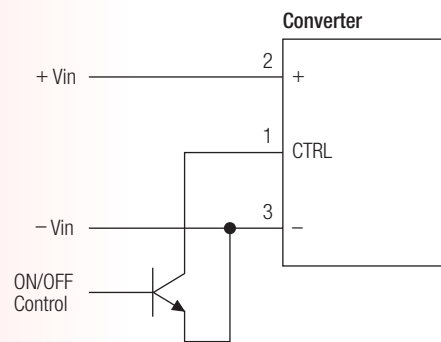 Converter
2
+ Vin
+
1
CTRL
3
– Vin
–
ON/OFF
Control